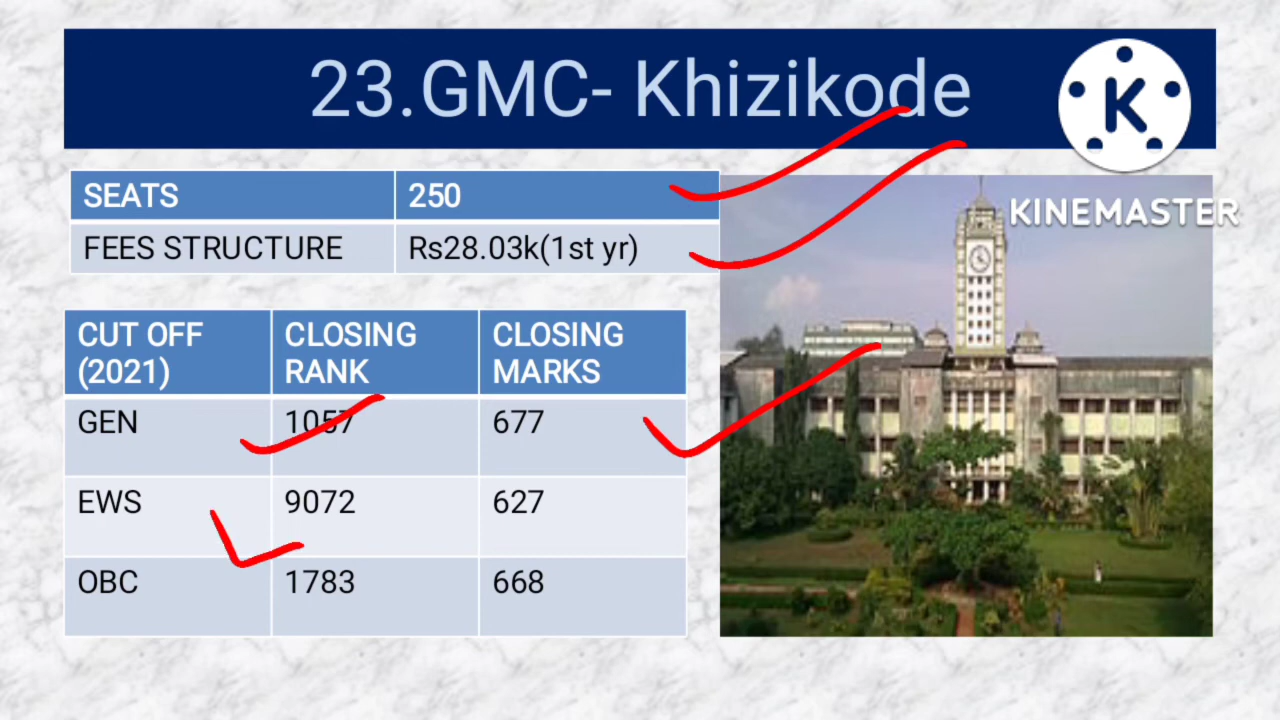 23.GMC- Khizikode
K
KINEMASTER
SEATS 250
FEES STRUCTURE Rs28.03k(1st yr)
CUT OFF (2021) CLOSING RANK CLOSING MARKS
GEN 1057 677
EWS 9072 627
OBC 1783 668